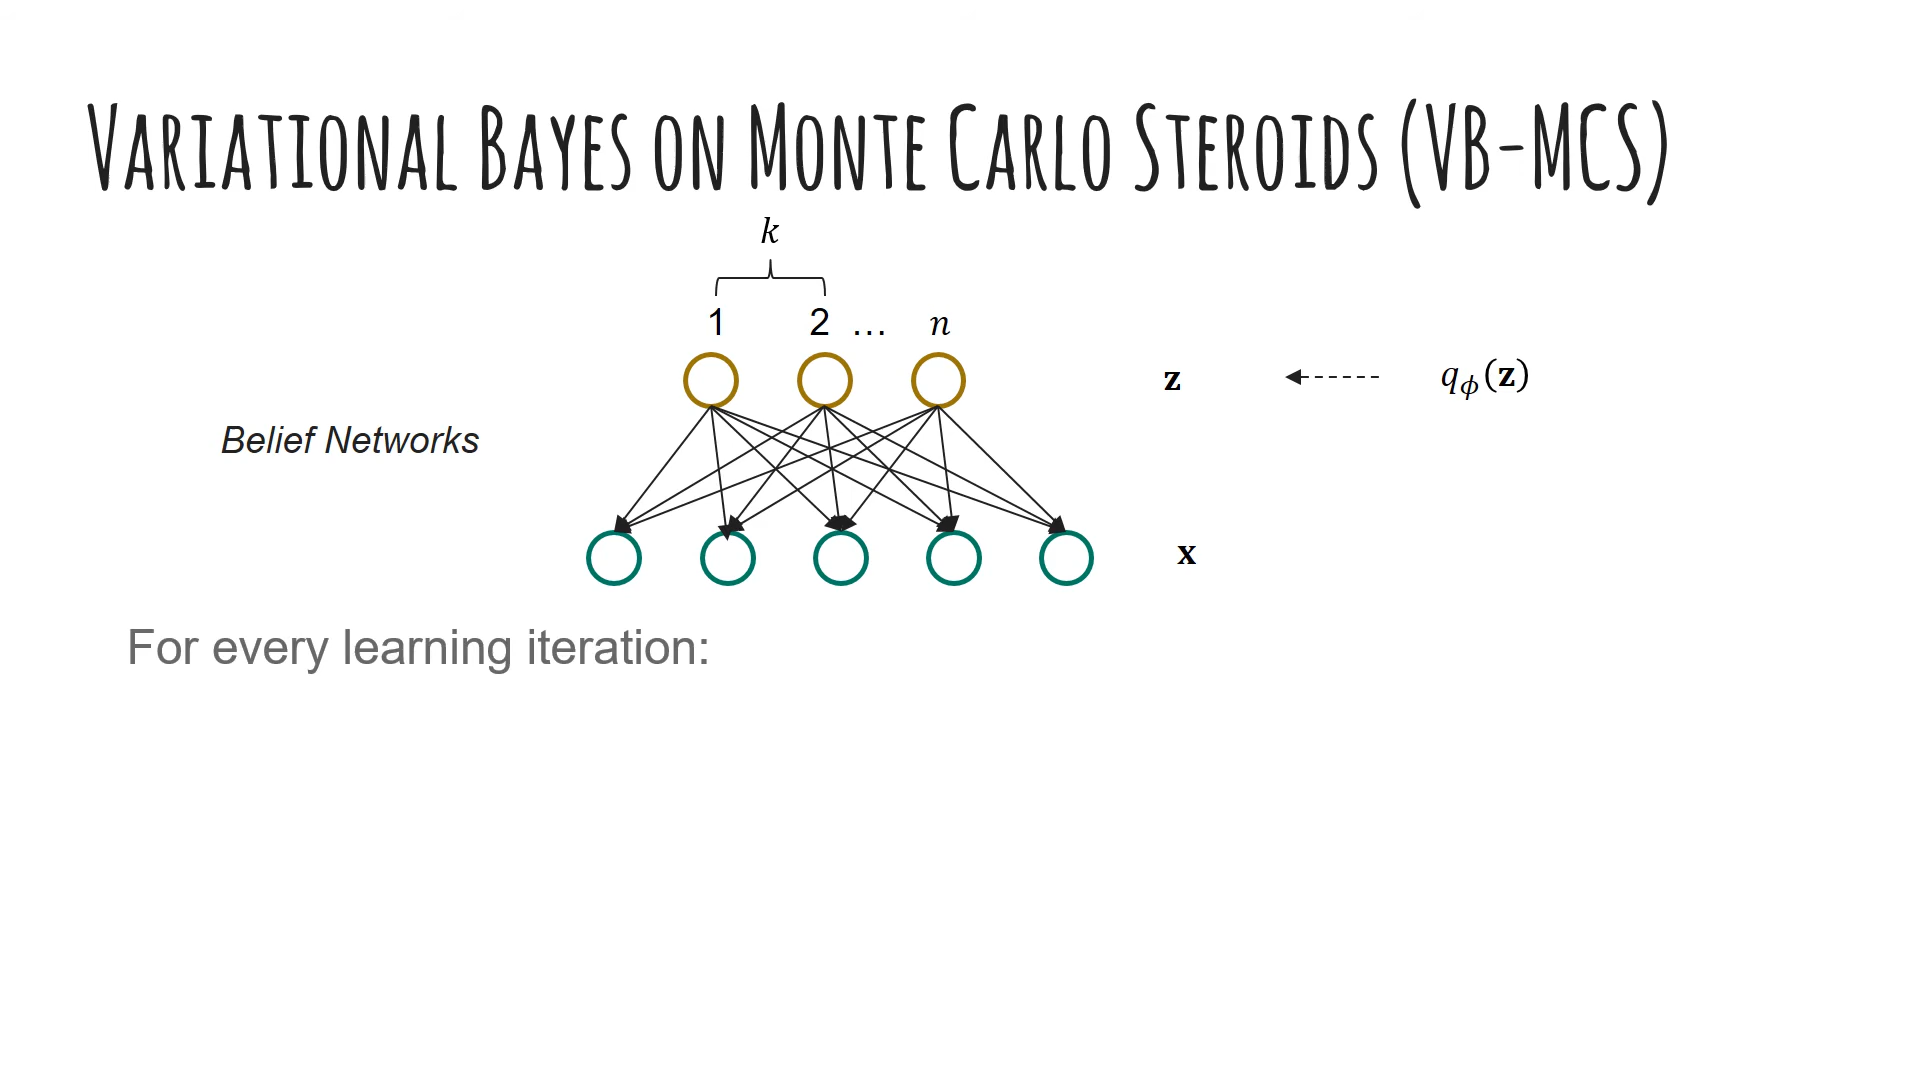 VARIATIONAL BAYES ON MONTE CARLO STEROIDS (VB-MCS)
k
1 2 … n
z q_ϕ(z)
Belief Networks
x
For every learning iteration: